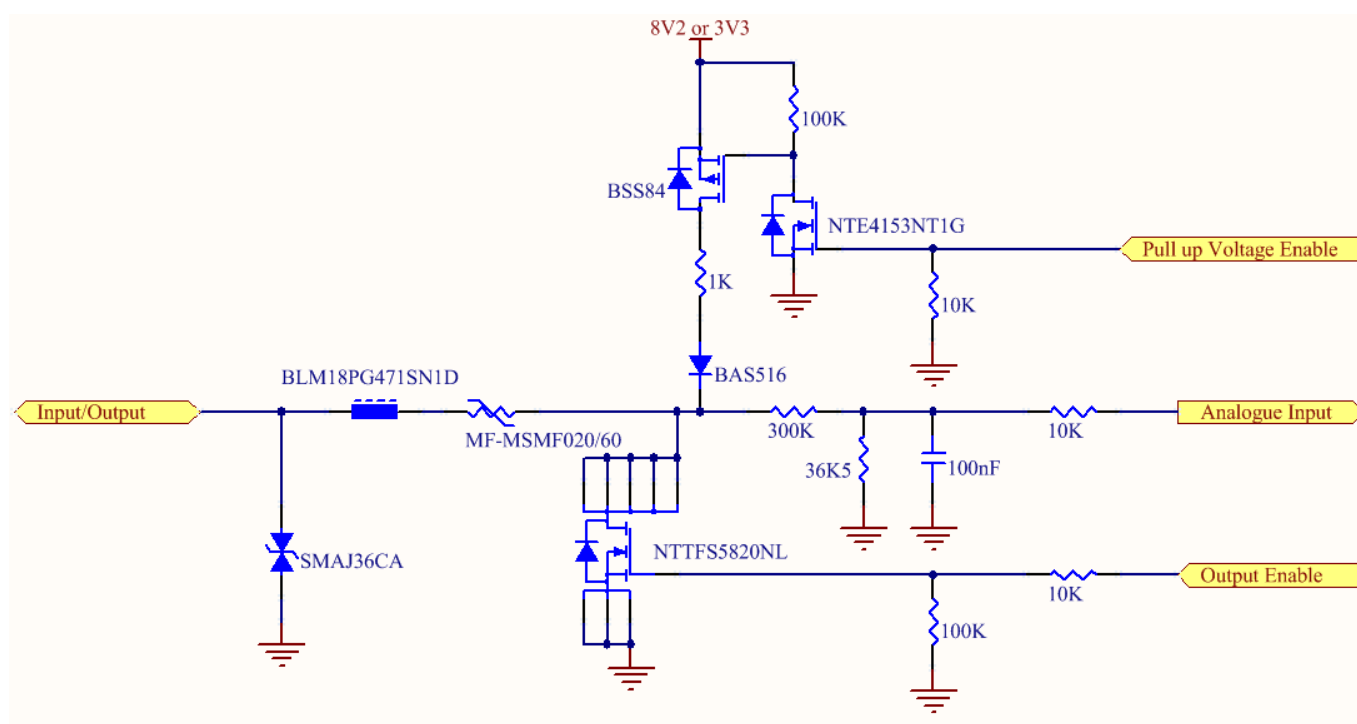 8V2 or 3V3
100K
BSS84
NTE4153NT1G
Pull up Voltage Enable
1K
10K
BLM18PG471SN1D
BAS516
Input/Output
Analogue Input
MF-MSMF020/60
300K
10K
36K5
100nF
SMAJ36CA
NTTFS5820NL
Output Enable
10K
100K